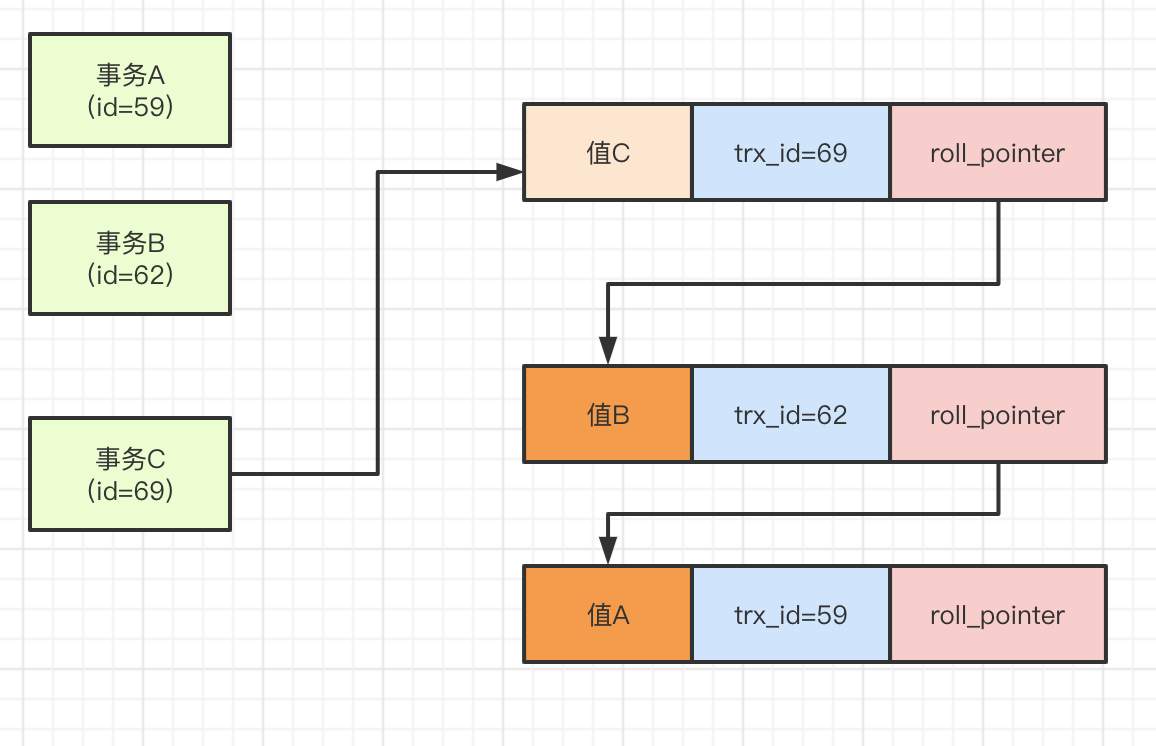 事务A
(id=59)
事务B
(id=62)
事务C
(id=69)
值C
trx_id=69
roll_pointer
值B
trx_id=62
roll_pointer
值A
trx_id=59
roll_pointer